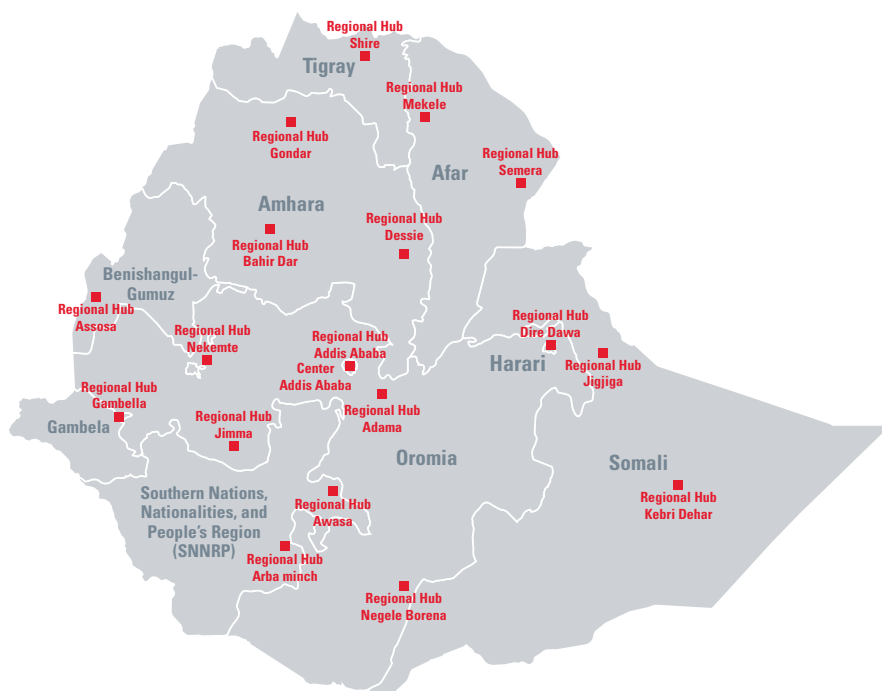 Regional Hub
Shire
Tigray
Regional Hub
Mekele
Regional Hub
Gondar
Regional Hub
Semera
Afar
Amhara
Regional Hub
Dessie
Regional Hub
Bahir Dar
Benishangul-
Gumuz
Regional Hub
Assosa
Regional Hub
Nekemte
Regional Hub
Addis Ababa
Center
Addis Ababa
Regional Hub
Dire Dawa
Harari
Regional Hub
Jigjiga
Regional Hub
Gambella
Gambela
Regional Hub
Jimma
Regional Hub
Adama
Oromia
Somali
Southern Nations,
Nationalities, and
People's Region
(SNNRP)
Regional Hub
Awasa
Regional Hub
Kebri Dehar
Regional Hub
Arba minch
Regional Hub
Negele Borena